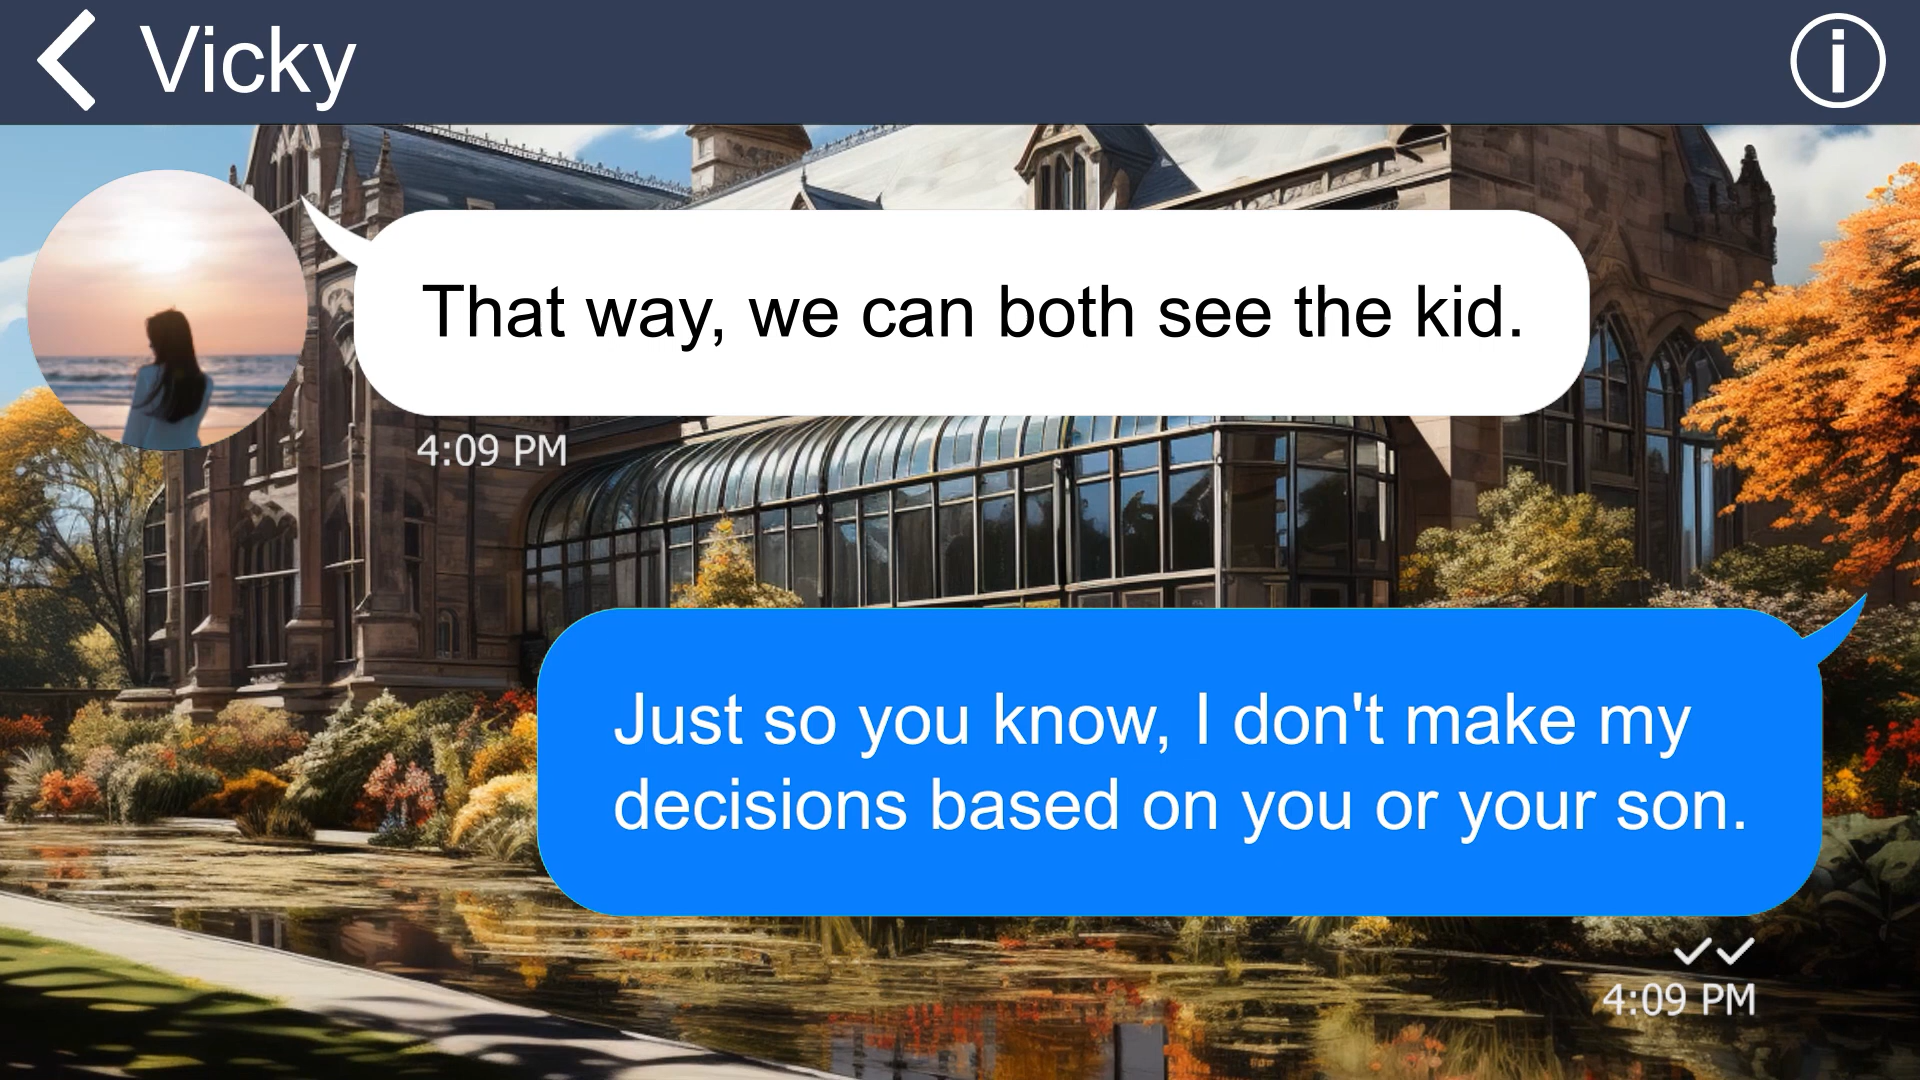 Vicky
That way, we can both see the kid.
4:09 PM
Just so you know, I don't make my
decisions based on you or your son.
4:09 PM